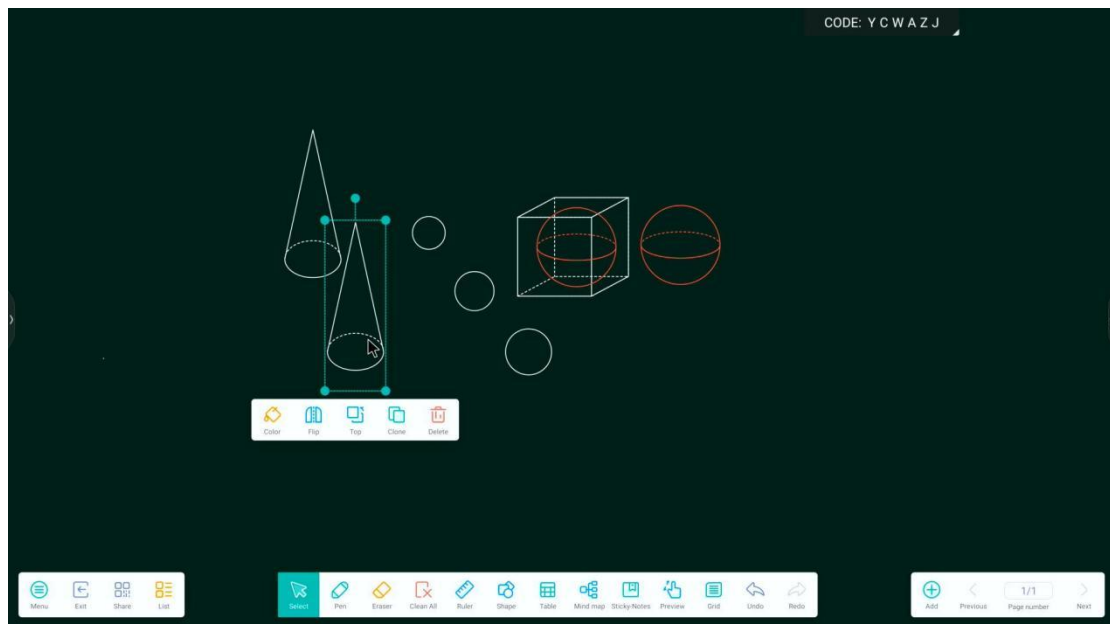 CODE: Y C W A Z J
Color Flip Top Clone Delete
Menu Exit Share List Select Pen Eraser Clean All Ruler Shape Table Mind map Sticky Notes Preview Grid Undo Redo Add Previous 1/1 Page number Next